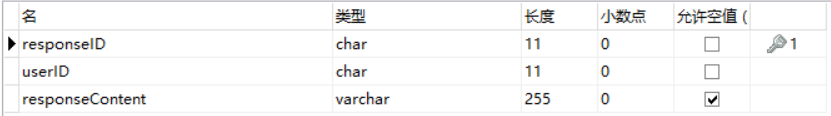 名 类型 长度 小数点 允许空值 (
responseID char 11 0 1
userID char 11 0
responseContent varchar 255 0